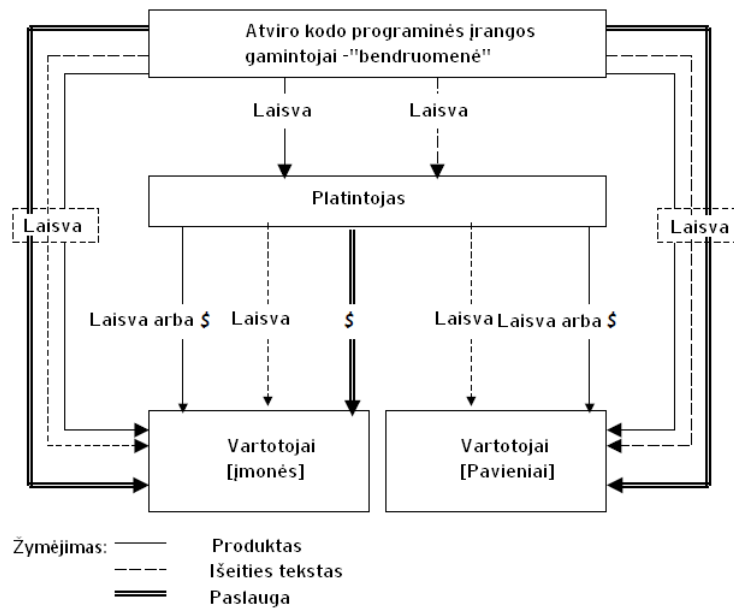 Atviro kodo programinės įrangos
gamintojai -"bendruomenė"
Laisva
Laisva
Platintojas
Laisva
Laisva
Laisva arba $
Laisva
$
Laisva
Laisva arba $
Vartotojai
[įmonės]
Vartotojai
[Pavieniai]
Žymėjimas:
Produktas
Išeities tekstas
Paslauga